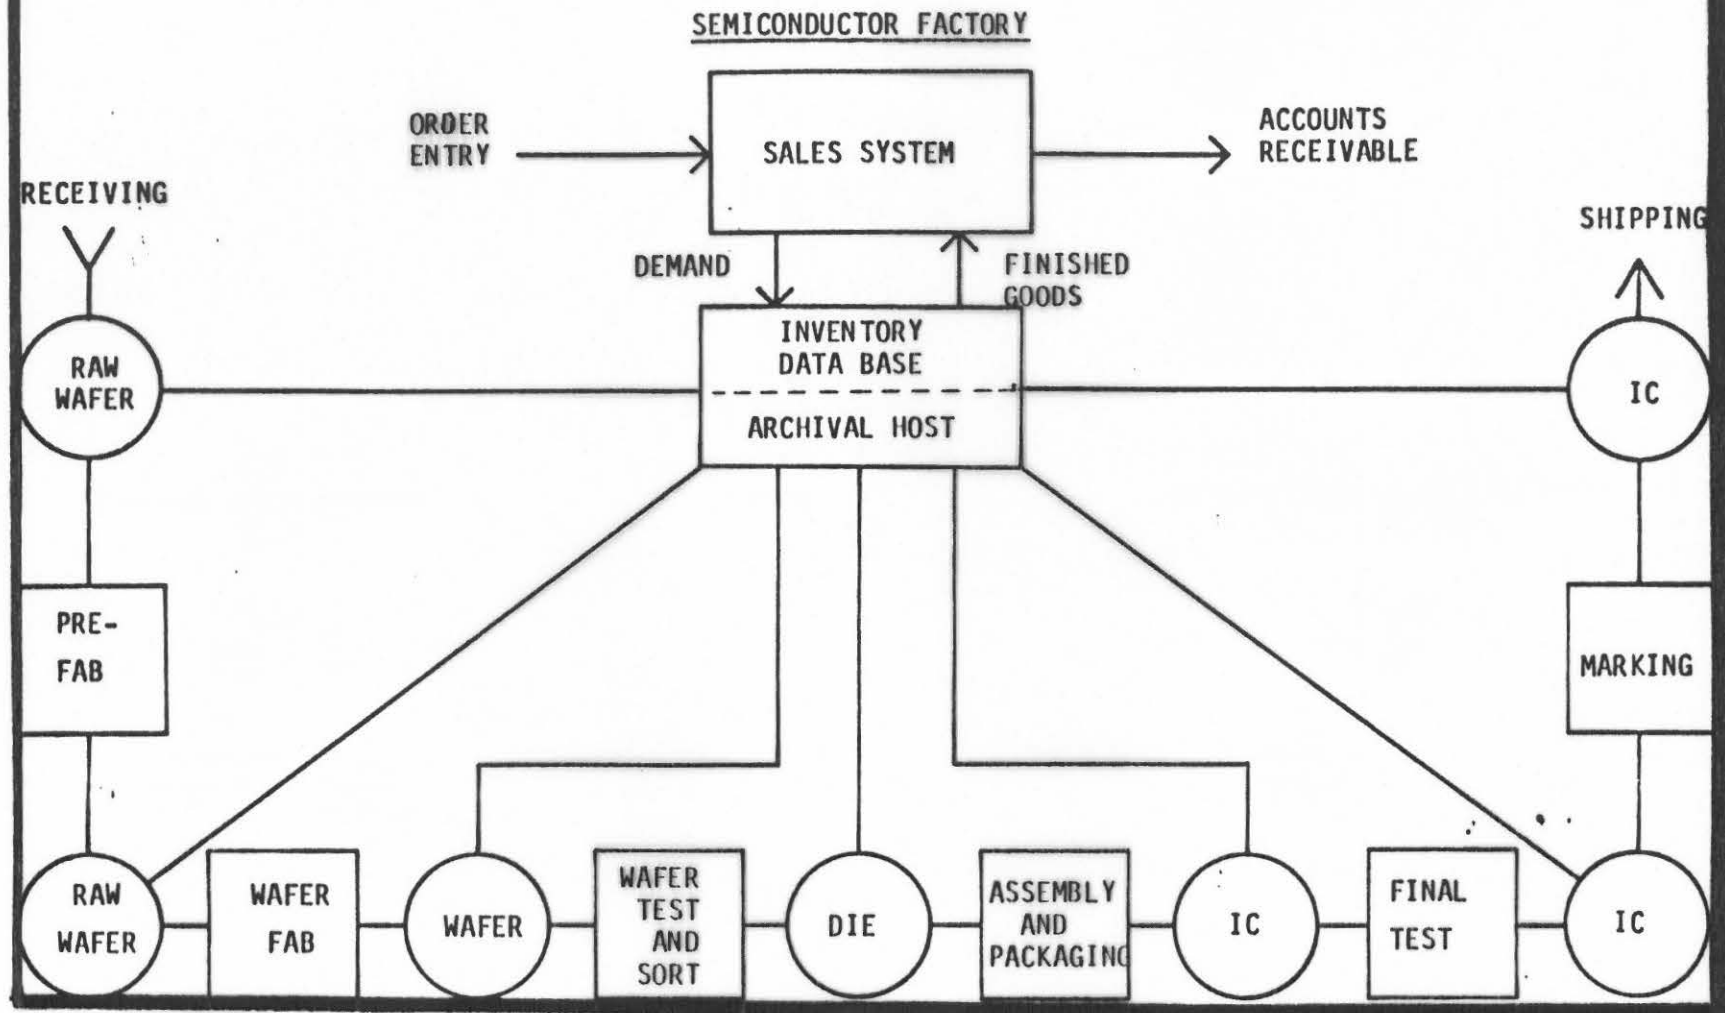 SEMICONDUCTOR FACTORY
ORDER
ENTRY
SALES SYSTEM
ACCOUNTS
RECEIVABLE
RECEIVING
SHIPPING
DEMAND
FINISHED
GOODS
INVENTORY
DATA BASE
ARCHIVAL HOST
RAW
WAFER
IC
PRE-
FAB
MARKING
RAW
WAFER
WAFER
FAB
WAFER
WAFER
TEST
AND
SORT
DIE
ASSEMBLY
AND
PACKAGING
IC
FINAL
TEST
IC